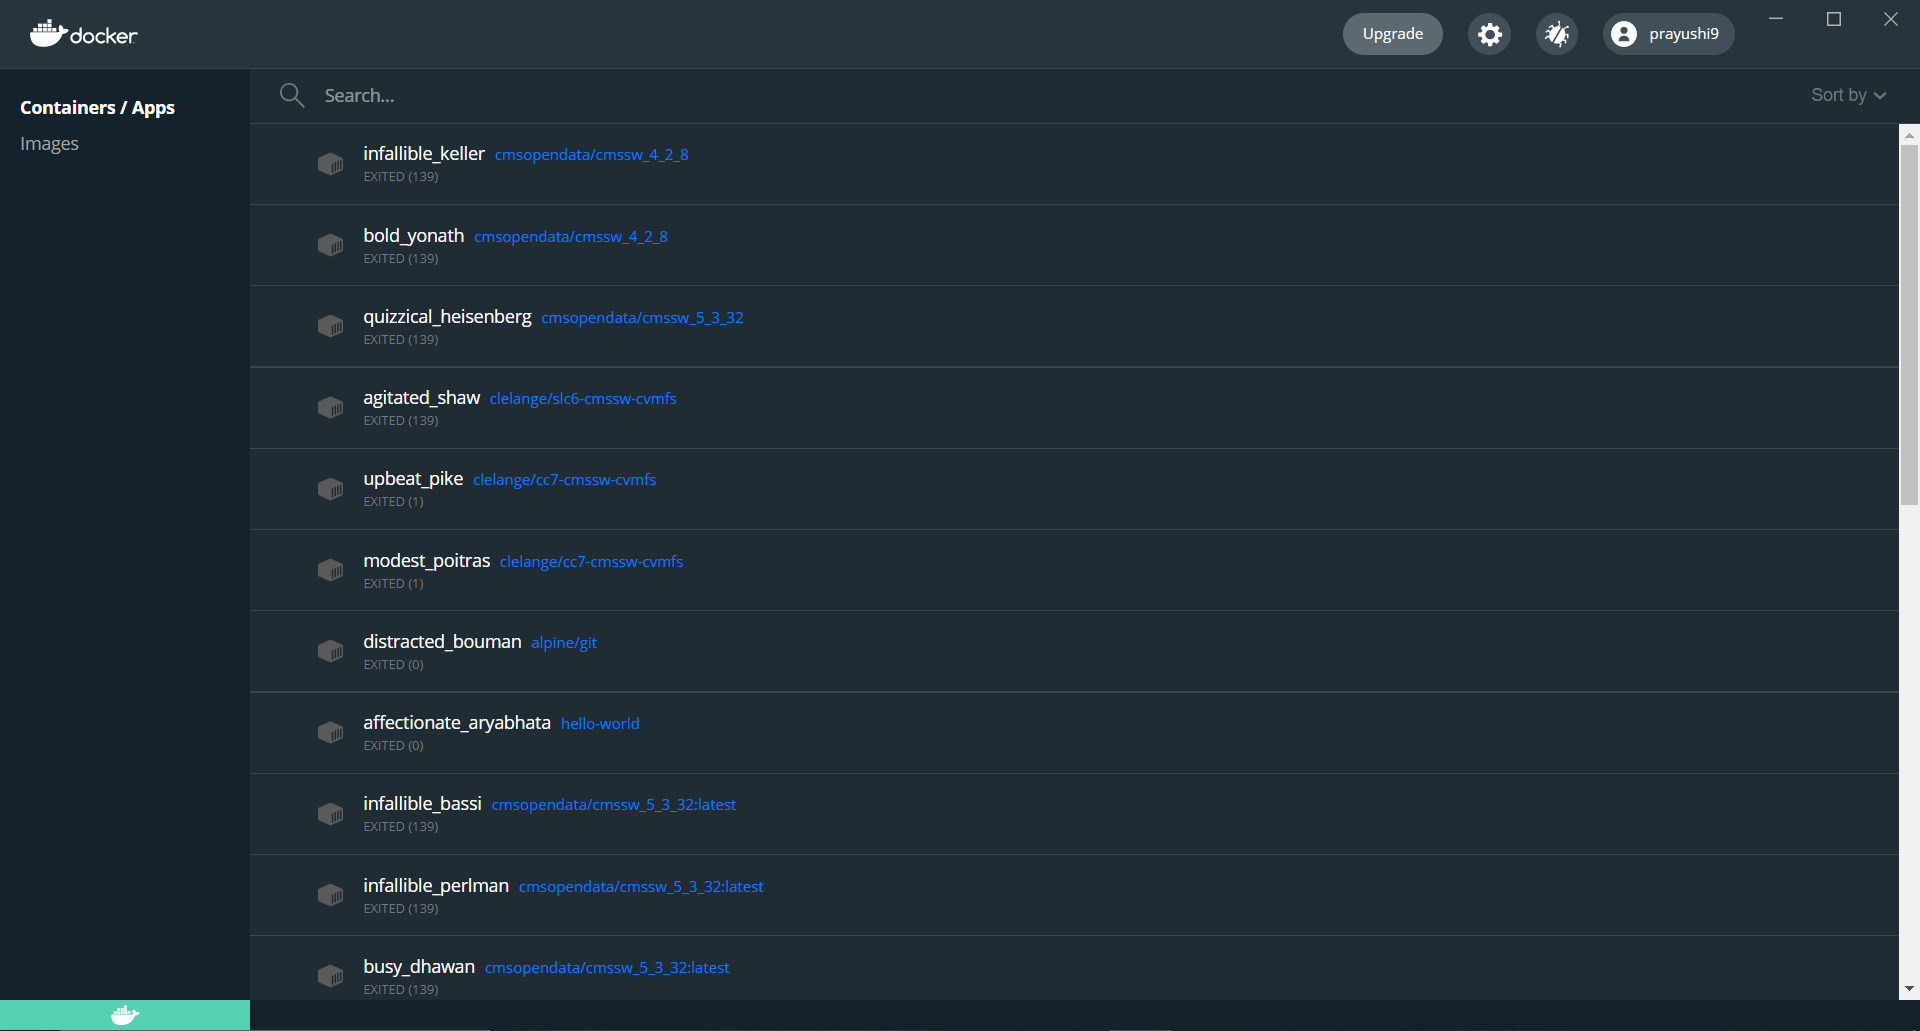 docker
Upgrade
prayushi9
Containers / Apps
Images
Search...
Sort by
infallible_keller cmsopendata/cmssw_4_2_8
EXITED (139)
bold_yonath cmsopendata/cmssw_4_2_8
EXITED (139)
quizzical_heisenberg cmsopendata/cmssw_5_3_32
EXITED (139)
agitated_shaw clelange/slc6-cmssw-cvmfs
EXITED (139)
upbeat_pike clelange/cc7-cmssw-cvmfs
EXITED (1)
modest_poitras clelange/cc7-cmssw-cvmfs
EXITED (1)
distracted_bouman alpine/git
EXITED (0)
affectionate_aryabhata hello-world
EXITED (0)
infallible_bassi cmsopendata/cmssw_5_3_32:latest
EXITED (139)
infallible_perlman cmsopendata/cmssw_5_3_32:latest
EXITED (139)
busy_dhawan cmsopendata/cmssw_5_3_32:latest
EXITED (139)